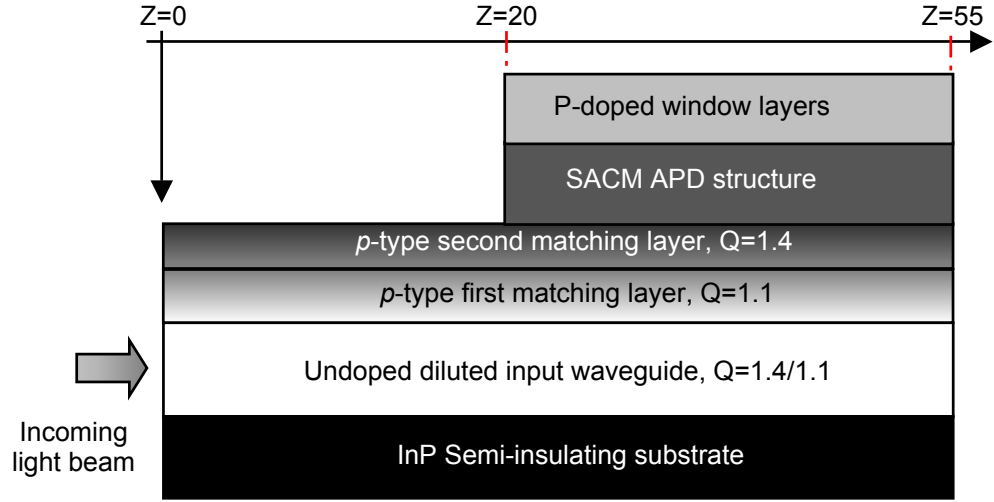 Z=0
Z=20
Z=55
P-doped window layers
SACM APD structure
p-type second matching layer, Q=1.4
p-type first matching layer, Q=1.1
Undoped diluted input waveguide, Q=1.4/1.1
Incoming
light beam
InP Semi-insulating substrate